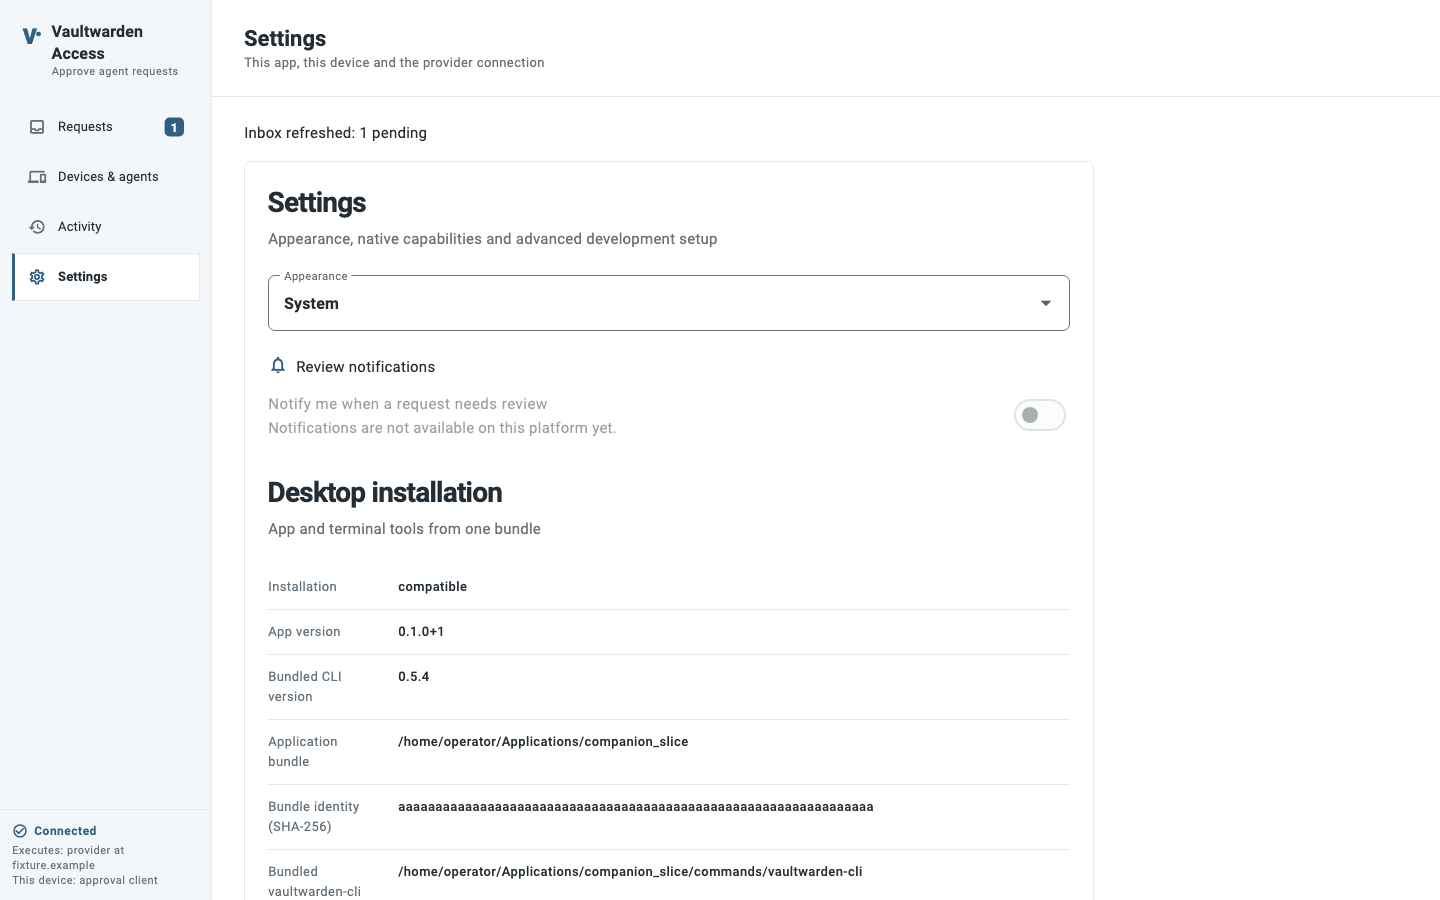 Vaultwarden
Access
Approve agent requests
Requests 1
Devices & agents
Activity
Settings
Connected
Executes: provider at
fixture.example
This device: approval client
Settings
This app, this device and the provider connection
Inbox refreshed: 1 pending
Settings
Appearance, native capabilities and advanced development setup
Appearance
System
Review notifications
Notify me when a request needs review
Notifications are not available on this platform yet.
Desktop installation
App and terminal tools from one bundle
Installation compatible
App version 0.1.0+1
Bundled CLI 0.5.4
version
Application /home/operator/Applications/companion_slice
bundle
Bundle identity aaaaaaaaaaaaaaaaaaaaaaaaaaaaaaaaaaaaaaaaaaaaaaaaaaaaaaaaaaaaaaaa
(SHA-256)
Bundled /home/operator/Applications/companion_slice/commands/vaultwarden-cli
vaultwarden-cli